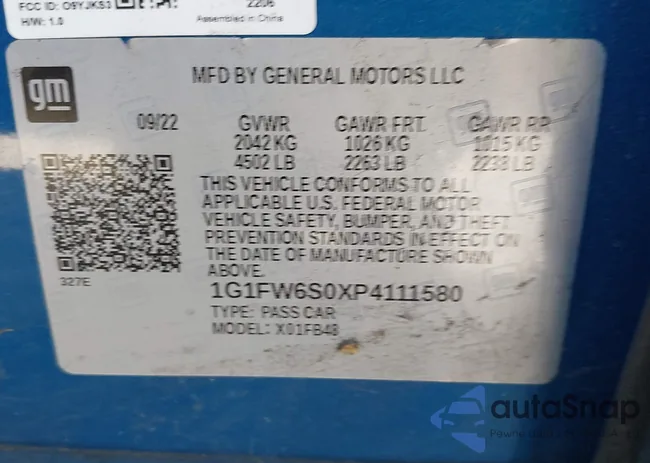 FCC ID: O9YJKS3
2206
H/W: 1.0
Assembled in China
gm
MFD BY GENERAL MOTORS LLC
09/22 GVWR GAWR FRT. GAWR RR
2042 KG 1026 KG 1015 KG
4502 LB 2263 LB 2238 LB
THIS VEHICLE CONFORMS TO ALL
APPLICABLE U.S. FEDERAL MOTOR
VEHICLE SAFETY, BUMPER, AND THEFT
PREVENTION STANDARDS IN EFFECT ON
THE DATE OF MANUFACTURE SHOWN
ABOVE.
327E
1G1FW6S0XP4111580
TYPE: PASS CAR
MODEL: X01FB48
autoSnap